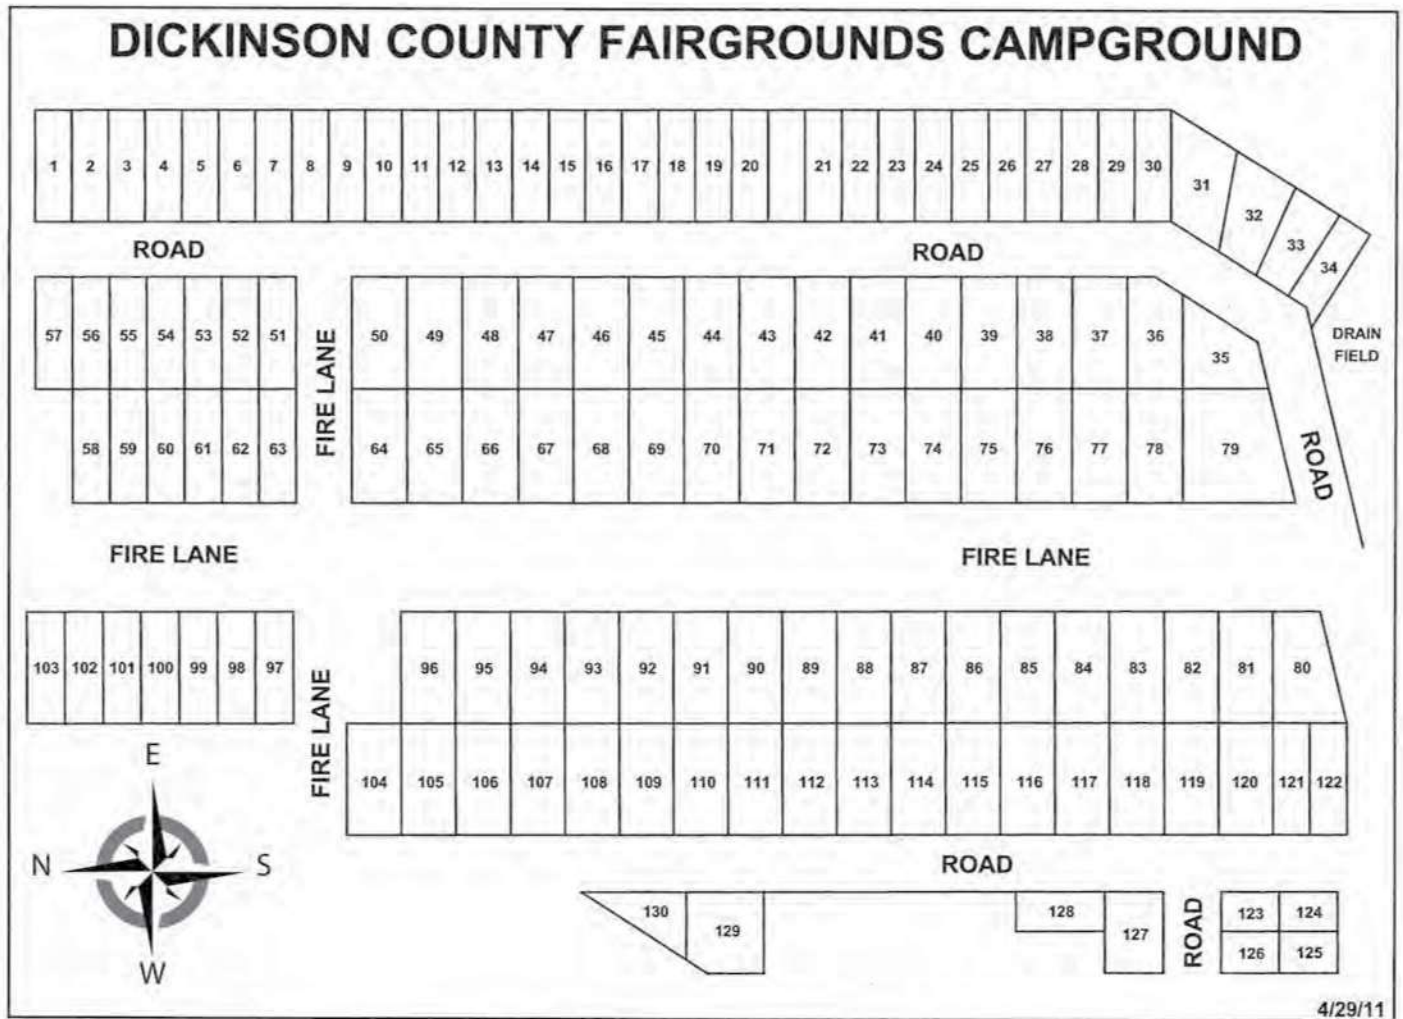 DICKINSON COUNTY FAIRGROUNDS CAMPGROUND
1 2 3 4 5 6 7 8 9 10 11 12 13 14 15 16 17 18 19 20 21 22 23 24 25 26 27 28 29 30 31 32 33 34
ROAD ROAD
DRAIN
FIELD
57 56 55 54 53 52 51 50 49 48 47 46 45 44 43 42 41 40 39 38 37 36 35
FIRE LANE
58 59 60 61 62 63 64 65 66 67 68 69 70 71 72 73 74 75 76 77 78 79
ROAD
FIRE LANE FIRE LANE
103 102 101 100 99 98 97 96 95 94 93 92 91 90 89 88 87 86 85 84 83 82 81 80
FIRE LANE
104 105 106 107 108 109 110 111 112 113 114 115 116 117 118 119 120 121 122
E
N S
W
ROAD
130 129 128 127
ROAD
123 124
126 125
4/29/11